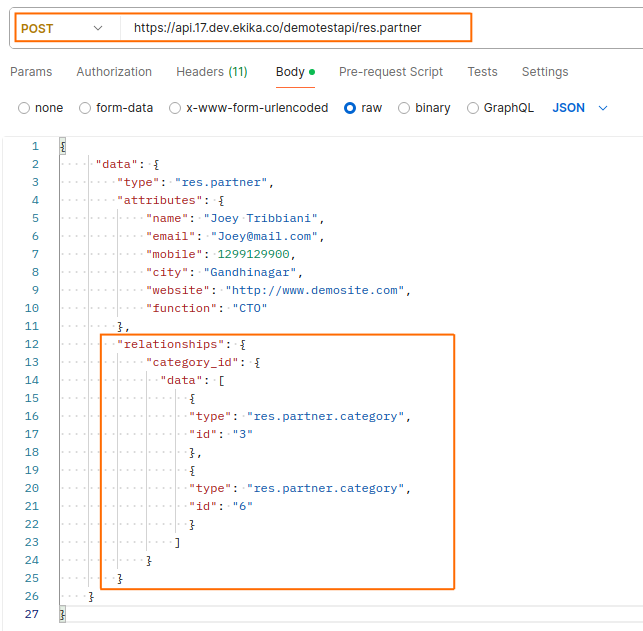 POST https://api.17.dev.ekika.co/demotestapi/res.partner
Params Authorization Headers (11) Body Pre-request Script Tests Settings
none form-data x-www-form-urlencoded raw binary GraphQL JSON
1 {
2 "data": {
3 "type": "res.partner",
4 "attributes": {
5 "name": "Joey Tribbiani",
6 "email": "Joey@mail.com",
7 "mobile": 1299129900,
8 "city": "Gandhinagar",
9 "website": "http://www.demosite.com",
10 "function": "CTO"
11 },
12 "relationships": {
13 "category_id": {
14 "data": [
15 {
16 "type": "res.partner.category",
17 "id": "3"
18 },
19 {
20 "type": "res.partner.category",
21 "id": "6"
22 }
23 ]
24 }
25 }
26 }
27 }